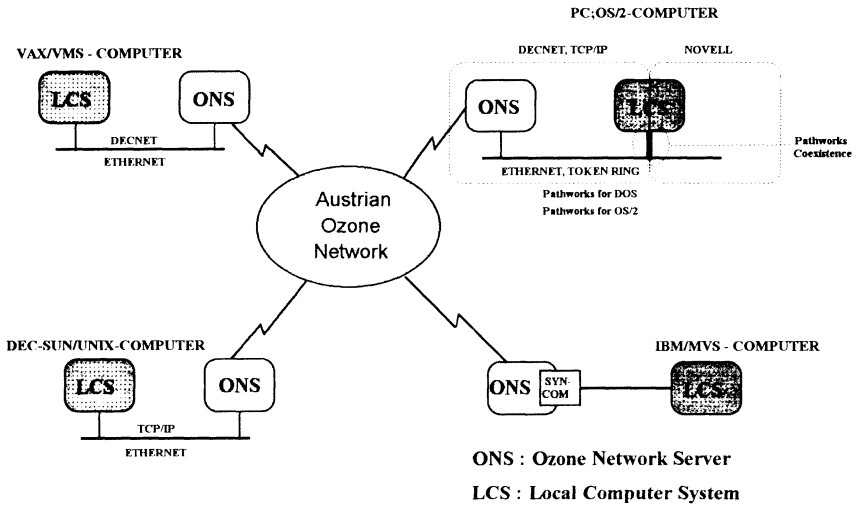 PC;OS/2-COMPUTER
VAX/VMS - COMPUTER
DECNET, TCP/IP
NOVELL
LCS
ONS
ONS
LCS
DECNET
ETHERNET
Pathworks
Coexistence
ETHERNET, TOKEN RING
Pathworks for DOS
Pathworks for OS/2
Austrian
Ozone
Network
DEC-SUN/UNIX-COMPUTER
IBM/MVS - COMPUTER
LCS
ONS
ONS
SYN-
COM
LCS
TCP/IP
ETHERNET
ONS : Ozone Network Server
LCS : Local Computer System